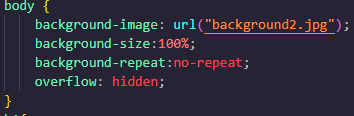 body {
background-image: url("background2.jpg");
background-size:100%;
background-repeat:no-repeat;
overflow: hidden;
}